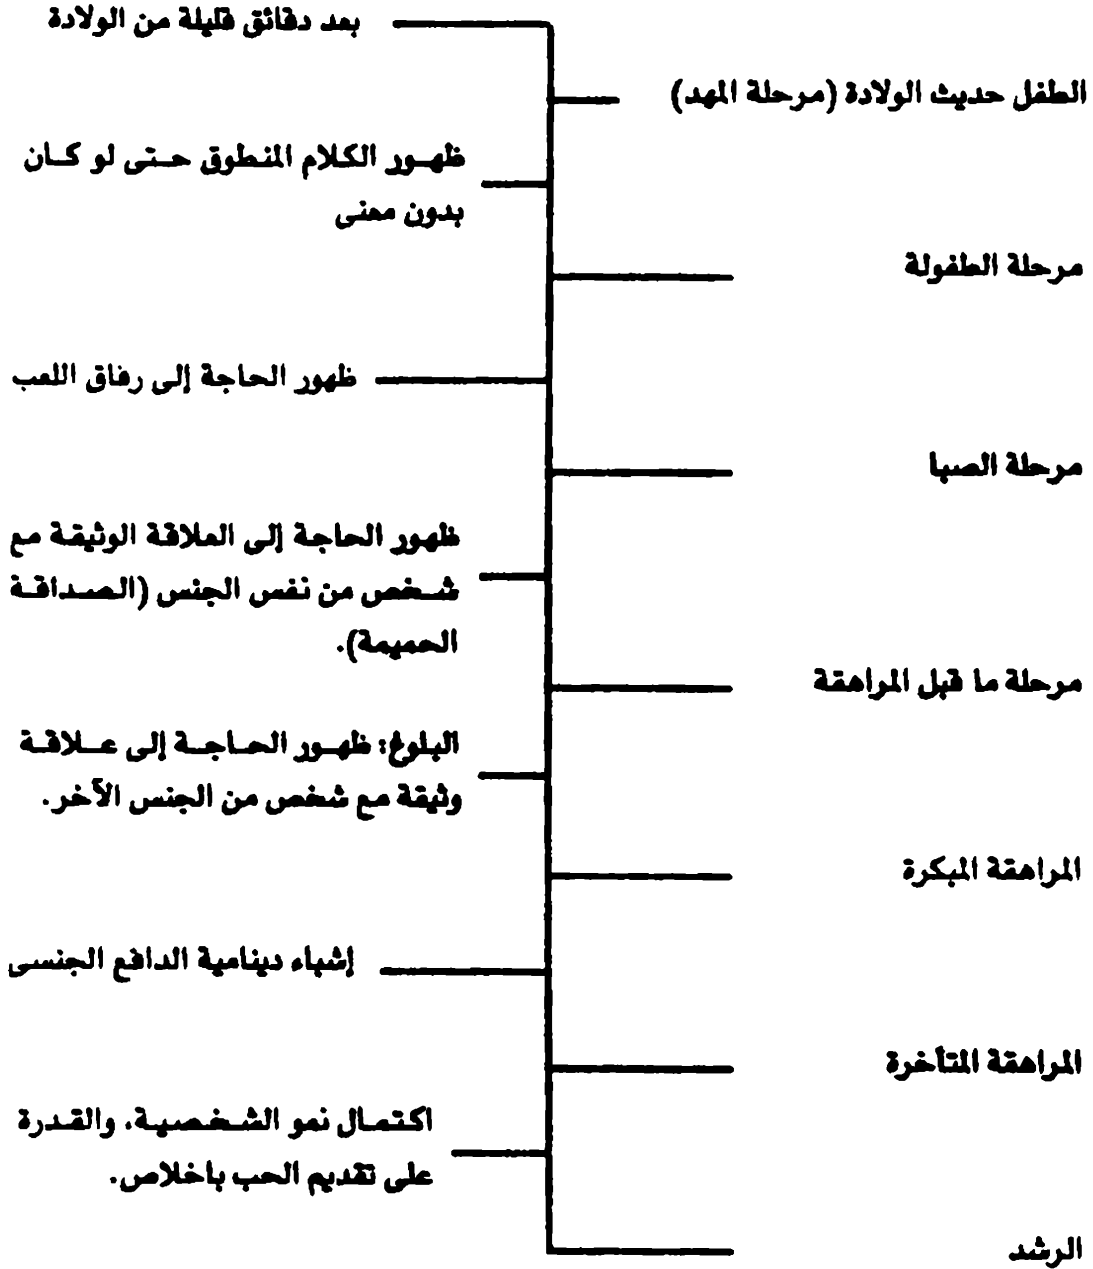 بعد دقائق قليلة من الولادة
الطفل حديث الولادة (مرحلة المهد)
ظهور الكلام المنطوق حتى لو كان
بدون معنى
مرحلة الطفولة
ظهور الحاجة إلى رفاق اللعب
مرحلة الصبا
ظهور الحاجة إلى العلاقة الوثيقة مع
شخص من نفس الجنس (الصداقة
الحميمة).
مرحلة ما قبل المراهقة
البلوغ: ظهور الحاجة إلى علاقة
وثيقة مع شخص من الجنس الآخر.
المراهقة المبكرة
إشباء دينامية الدافع الجنسى
المراهقة المتأخرة
اكتمال نمو الشخصية، والقدرة
على تقديم الحب باخلاص.
الرشد